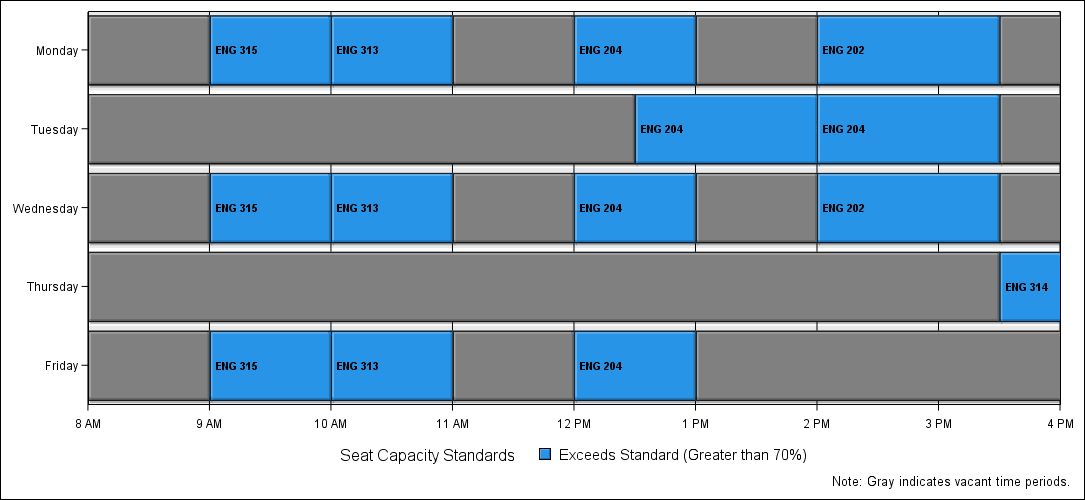 Monday
ENG 315
ENG 313
ENG 204
ENG 202
Tuesday
ENG 204
ENG 204
Wednesday
ENG 315
ENG 313
ENG 204
ENG 202
Thursday
ENG 314
Friday
ENG 315
ENG 313
ENG 204
8 AM
9 AM
10 AM
11 AM
12 PM
1 PM
2 PM
3 PM
4 PM
Seat Capacity Standards
Exceeds Standard (Greater than 70%)
Note: Gray indicates vacant time periods.